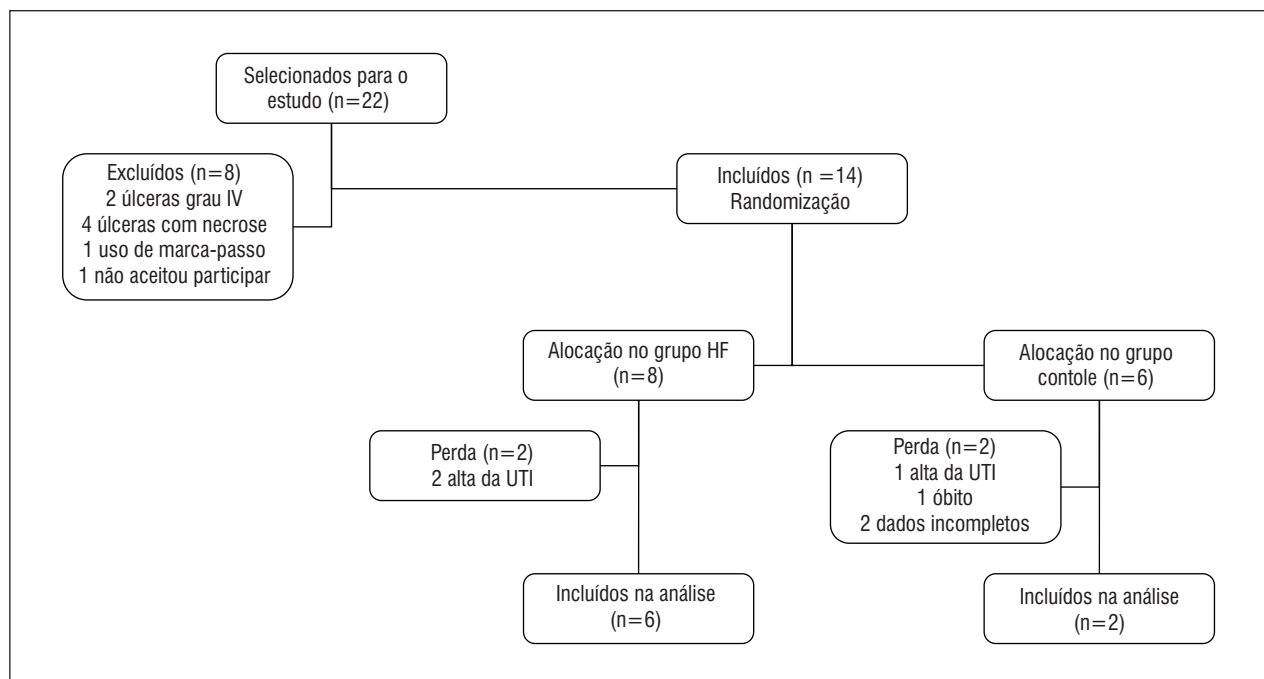 Selecionados para o
estudo (n=22)
Excluídos (n=8)
2 úlceras grau IV
4 úlceras com necrose
1 uso de marca-passo
1 não aceitou participar
Incluídos (n =14)
Randomização
Alocação no grupo HF
(n=8)
Alocação no grupo
contole (n=6)
Perda (n=2)
2 alta da UTI
Perda (n=2)
1 alta da UTI
1 óbito
2 dados incompletos
Incluídos na análise
(n=6)
Incluídos na análise
(n=2)